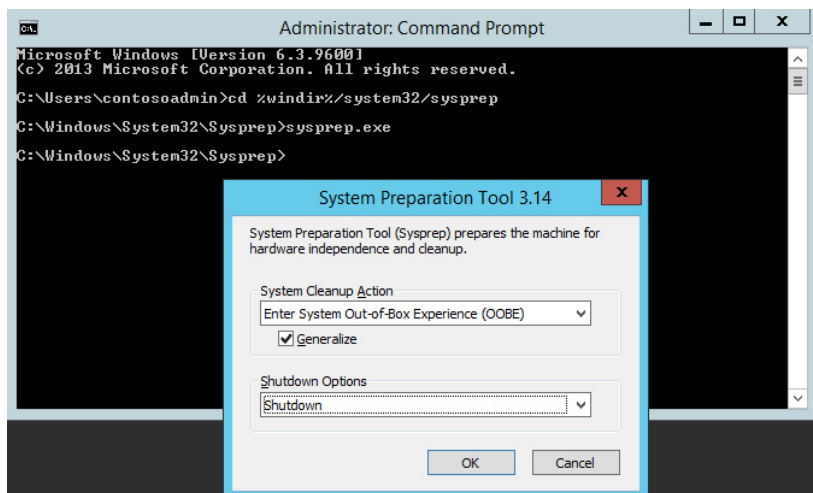 Administrator: Command Prompt
Microsoft Windows [Version 6.3.9600]
(c) 2013 Microsoft Corporation. All rights reserved.
C:\Users\contosoadmin>cd %windir%/system32/sysprep
C:\Windows\System32\Sysprep>sysprep.exe
C:\Windows\System32\Sysprep>
System Preparation Tool 3.14
System Preparation Tool (Sysprep) prepares the machine for
hardware independence and cleanup.
System Cleanup Action
Enter System Out-of-Box Experience (OOBE)
Generalize
Shutdown Options
Shutdown
OK Cancel